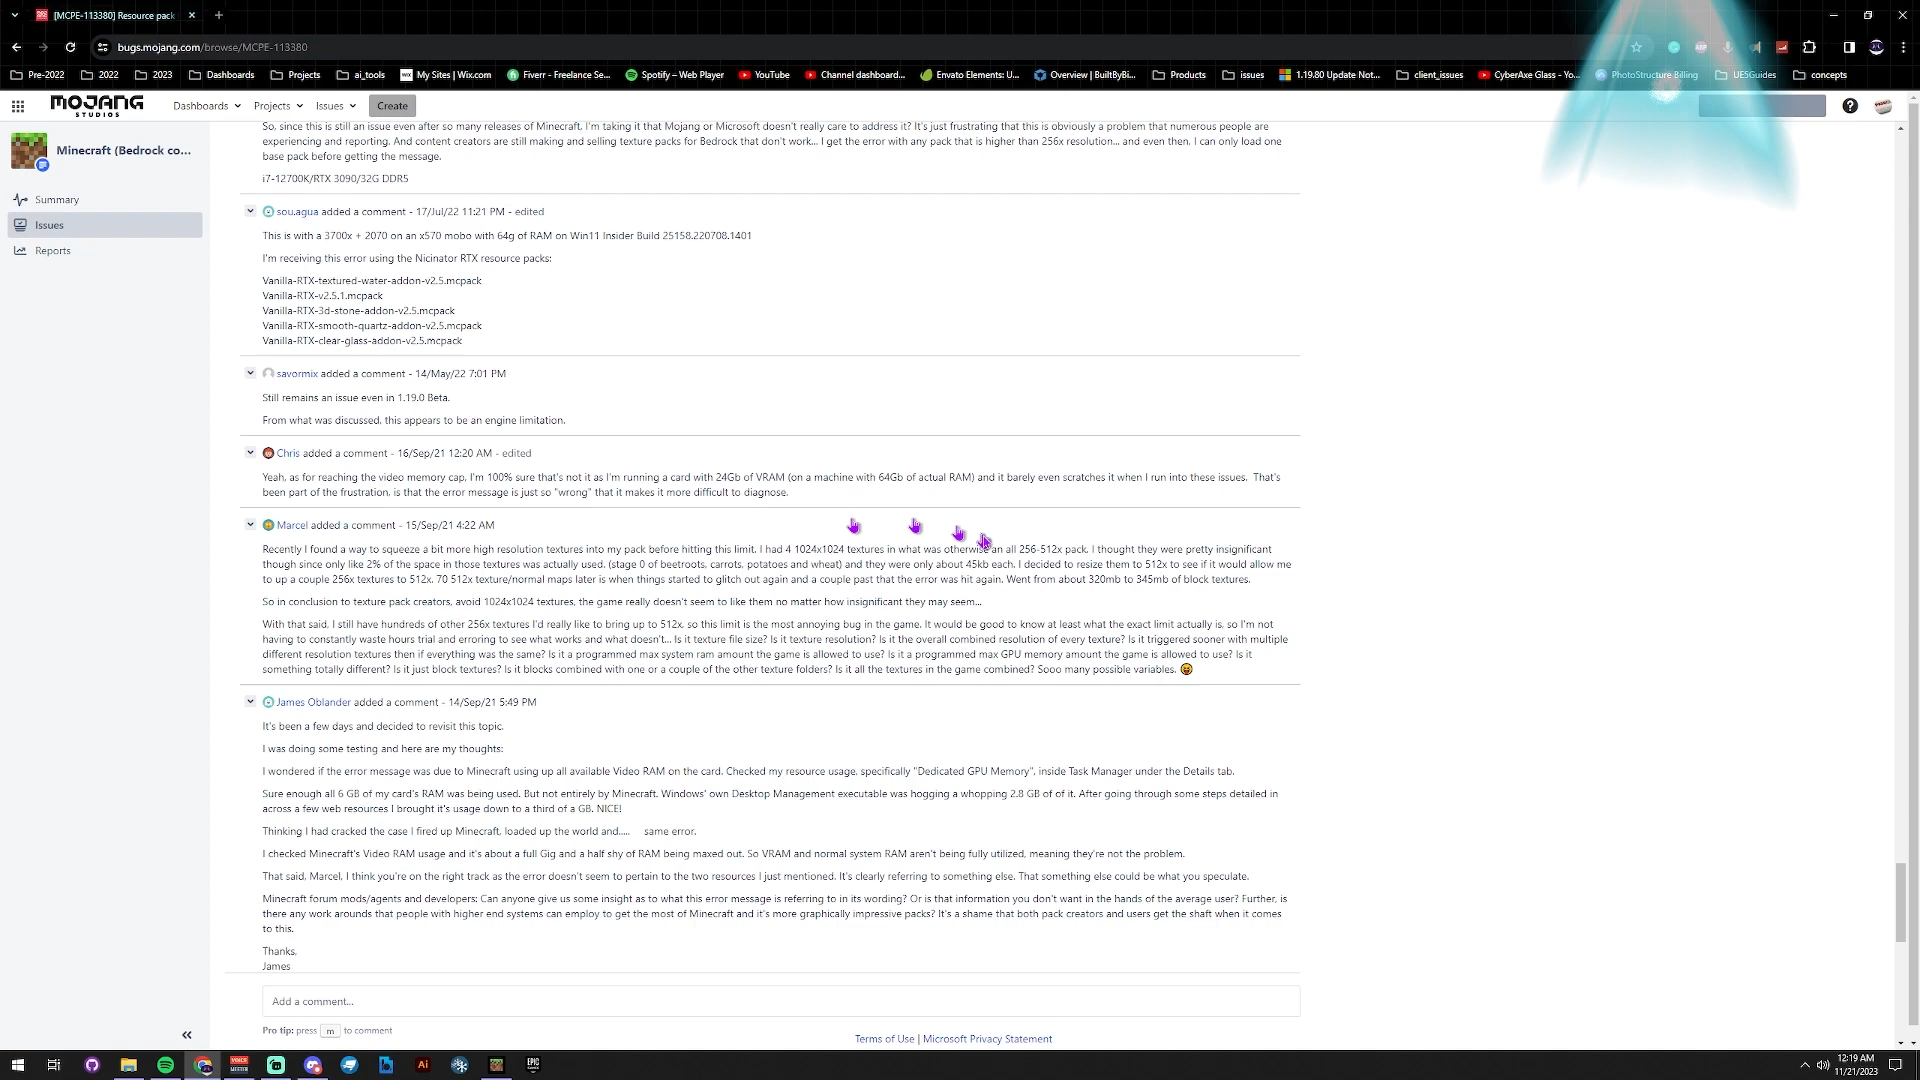 [MCPE-113380] Resource pack
bugs.mojang.com/browse/MCPE-113380
Pre-2022 2022 2023 Dashboards Projects ai_tools My Sites | Wix.com Fiverr - Freelance Se... Spotify – Web Player YouTube Channel dashboard... Envato Elements: U... Overview | BuiltByBi... Products issues 1.19.80 Update Not... client_issues CyberAxe Glass - Yo... PhotoStructure Billing UE5Guides concepts
MOJANG STUDIOS Dashboards Projects Issues Create
Minecraft (Bedrock co...
Summary
Issues
Reports
So, since this is still an issue even after so many releases of Minecraft, I'm taking it that Mojang or Microsoft doesn't really care to address it? It's just frustrating that this is obviously a problem that numerous people are
experiencing and reporting. And content creators are still making and selling texture packs for Bedrock that don't work... I get the error with any pack that is higher than 256x resolution... and even then, I can only load one
base pack before getting the message.
i7-12700K/RTX 3090/32G DDR5
sou.agua added a comment - 17/Jul/22 11:21 PM - edited
This is with a 3700x + 2070 on an x570 mobo with 64g of RAM on Win11 Insider Build 25158.220708.1401
I'm receiving this error using the Nicinator RTX resource packs:
Vanilla-RTX-textured-water-addon-v2.5.mcpack
Vanilla-RTX-v2.5.1.mcpack
Vanilla-RTX-3d-stone-addon-v2.5.mcpack
Vanilla-RTX-smooth-quartz-addon-v2.5.mcpack
Vanilla-RTX-clear-glass-addon-v2.5.mcpack
savormix added a comment - 14/May/22 7:01 PM
Still remains an issue even in 1.19.0 Beta.
From what was discussed, this appears to be an engine limitation.
Chris added a comment - 16/Sep/21 12:20 AM - edited
Yeah, as for reaching the video memory cap, I'm 100% sure that's not it as I'm running a card with 24Gb of VRAM (on a machine with 64Gb of actual RAM) and it barely even scratches it when I run into these issues. That's
been part of the frustration, is that the error message is just so "wrong" that it makes it more difficult to diagnose.
Marcel added a comment - 15/Sep/21 4:22 AM
Recently I found a way to squeeze a bit more high resolution textures into my pack before hitting this limit. I had 4 1024x1024 textures in what was otherwise an all 256-512x pack. I thought they were pretty insignificant
though since only like 2% of the space in those textures was actually used. (stage 0 of beetroots, carrots, potatoes and wheat) and they were only about 45kb each. I decided to resize them to 512x to see if it would allow me
to up a couple 256x textures to 512x. 70 512x texture/normal maps later is when things started to glitch out again and a couple past that the error was hit again. Went from about 320mb to 345mb of block textures.
So in conclusion to texture pack creators, avoid 1024x1024 textures, the game really doesn't seem to like them no matter how insignificant they may seem...
With that said, I still have hundreds of other 256x textures I'd really like to bring up to 512x, so this limit is the most annoying bug in the game. It would be good to know at least what the exact limit actually is, so I'm not
having to constantly waste hours trial and erroring to see what works and what doesn't... Is it texture file size? Is it texture resolution? Is it the overall combined resolution of every texture? Is it triggered sooner with multiple
different resolution textures then if everything was the same? Is it a programmed max system ram amount the game is allowed to use? Is it a programmed max GPU memory amount the game is allowed to use? Is it
something totally different? Is it just block textures? Is it blocks combined with one or a couple of the other texture folders? Is it all the textures in the game combined? Sooo many possible variables. 😝
James Oblander added a comment - 14/Sep/21 5:49 PM
It's been a few days and decided to revisit this topic.
I was doing some testing and here are my thoughts:
I wondered if the error message was due to Minecraft using up all available Video RAM on the card. Checked my resource usage, specifically "Dedicated GPU Memory", inside Task Manager under the Details tab.
Sure enough all 6 GB of my card's RAM was being used. But not entirely by Minecraft. Windows' own Desktop Management executable was hogging a whopping 2.8 GB of of it. After going through some steps detailed in
across a few web resources I brought it's usage down to a third of a GB. NICE!
Thinking I had cracked the case I fired up Minecraft, loaded up the world and..... same error.
I checked Minecraft's Video RAM usage and it's about a full Gig and a half shy of RAM being maxed out. So VRAM and normal system RAM aren't being fully utilized, meaning they're not the problem.
That said, Marcel, I think you're on the right track as the error doesn't seem to pertain to the two resources I just mentioned. It's clearly referring to something else. That something else could be what you speculate.
Minecraft forum mods/agents and developers: Can anyone give us some insight as to what this error message is referring to in its wording? Or is that information you don't want in the hands of the average user? Further, is
there any work arounds that people with higher end systems can employ to get the most of Minecraft and it's more graphically impressive packs? It's a shame that both pack creators and users get the shaft when it comes
to this.
Thanks,
James
Add a comment...
Pro tip: press m to comment
Terms of Use | Microsoft Privacy Statement
Ai
12:19 AM
11/21/2023